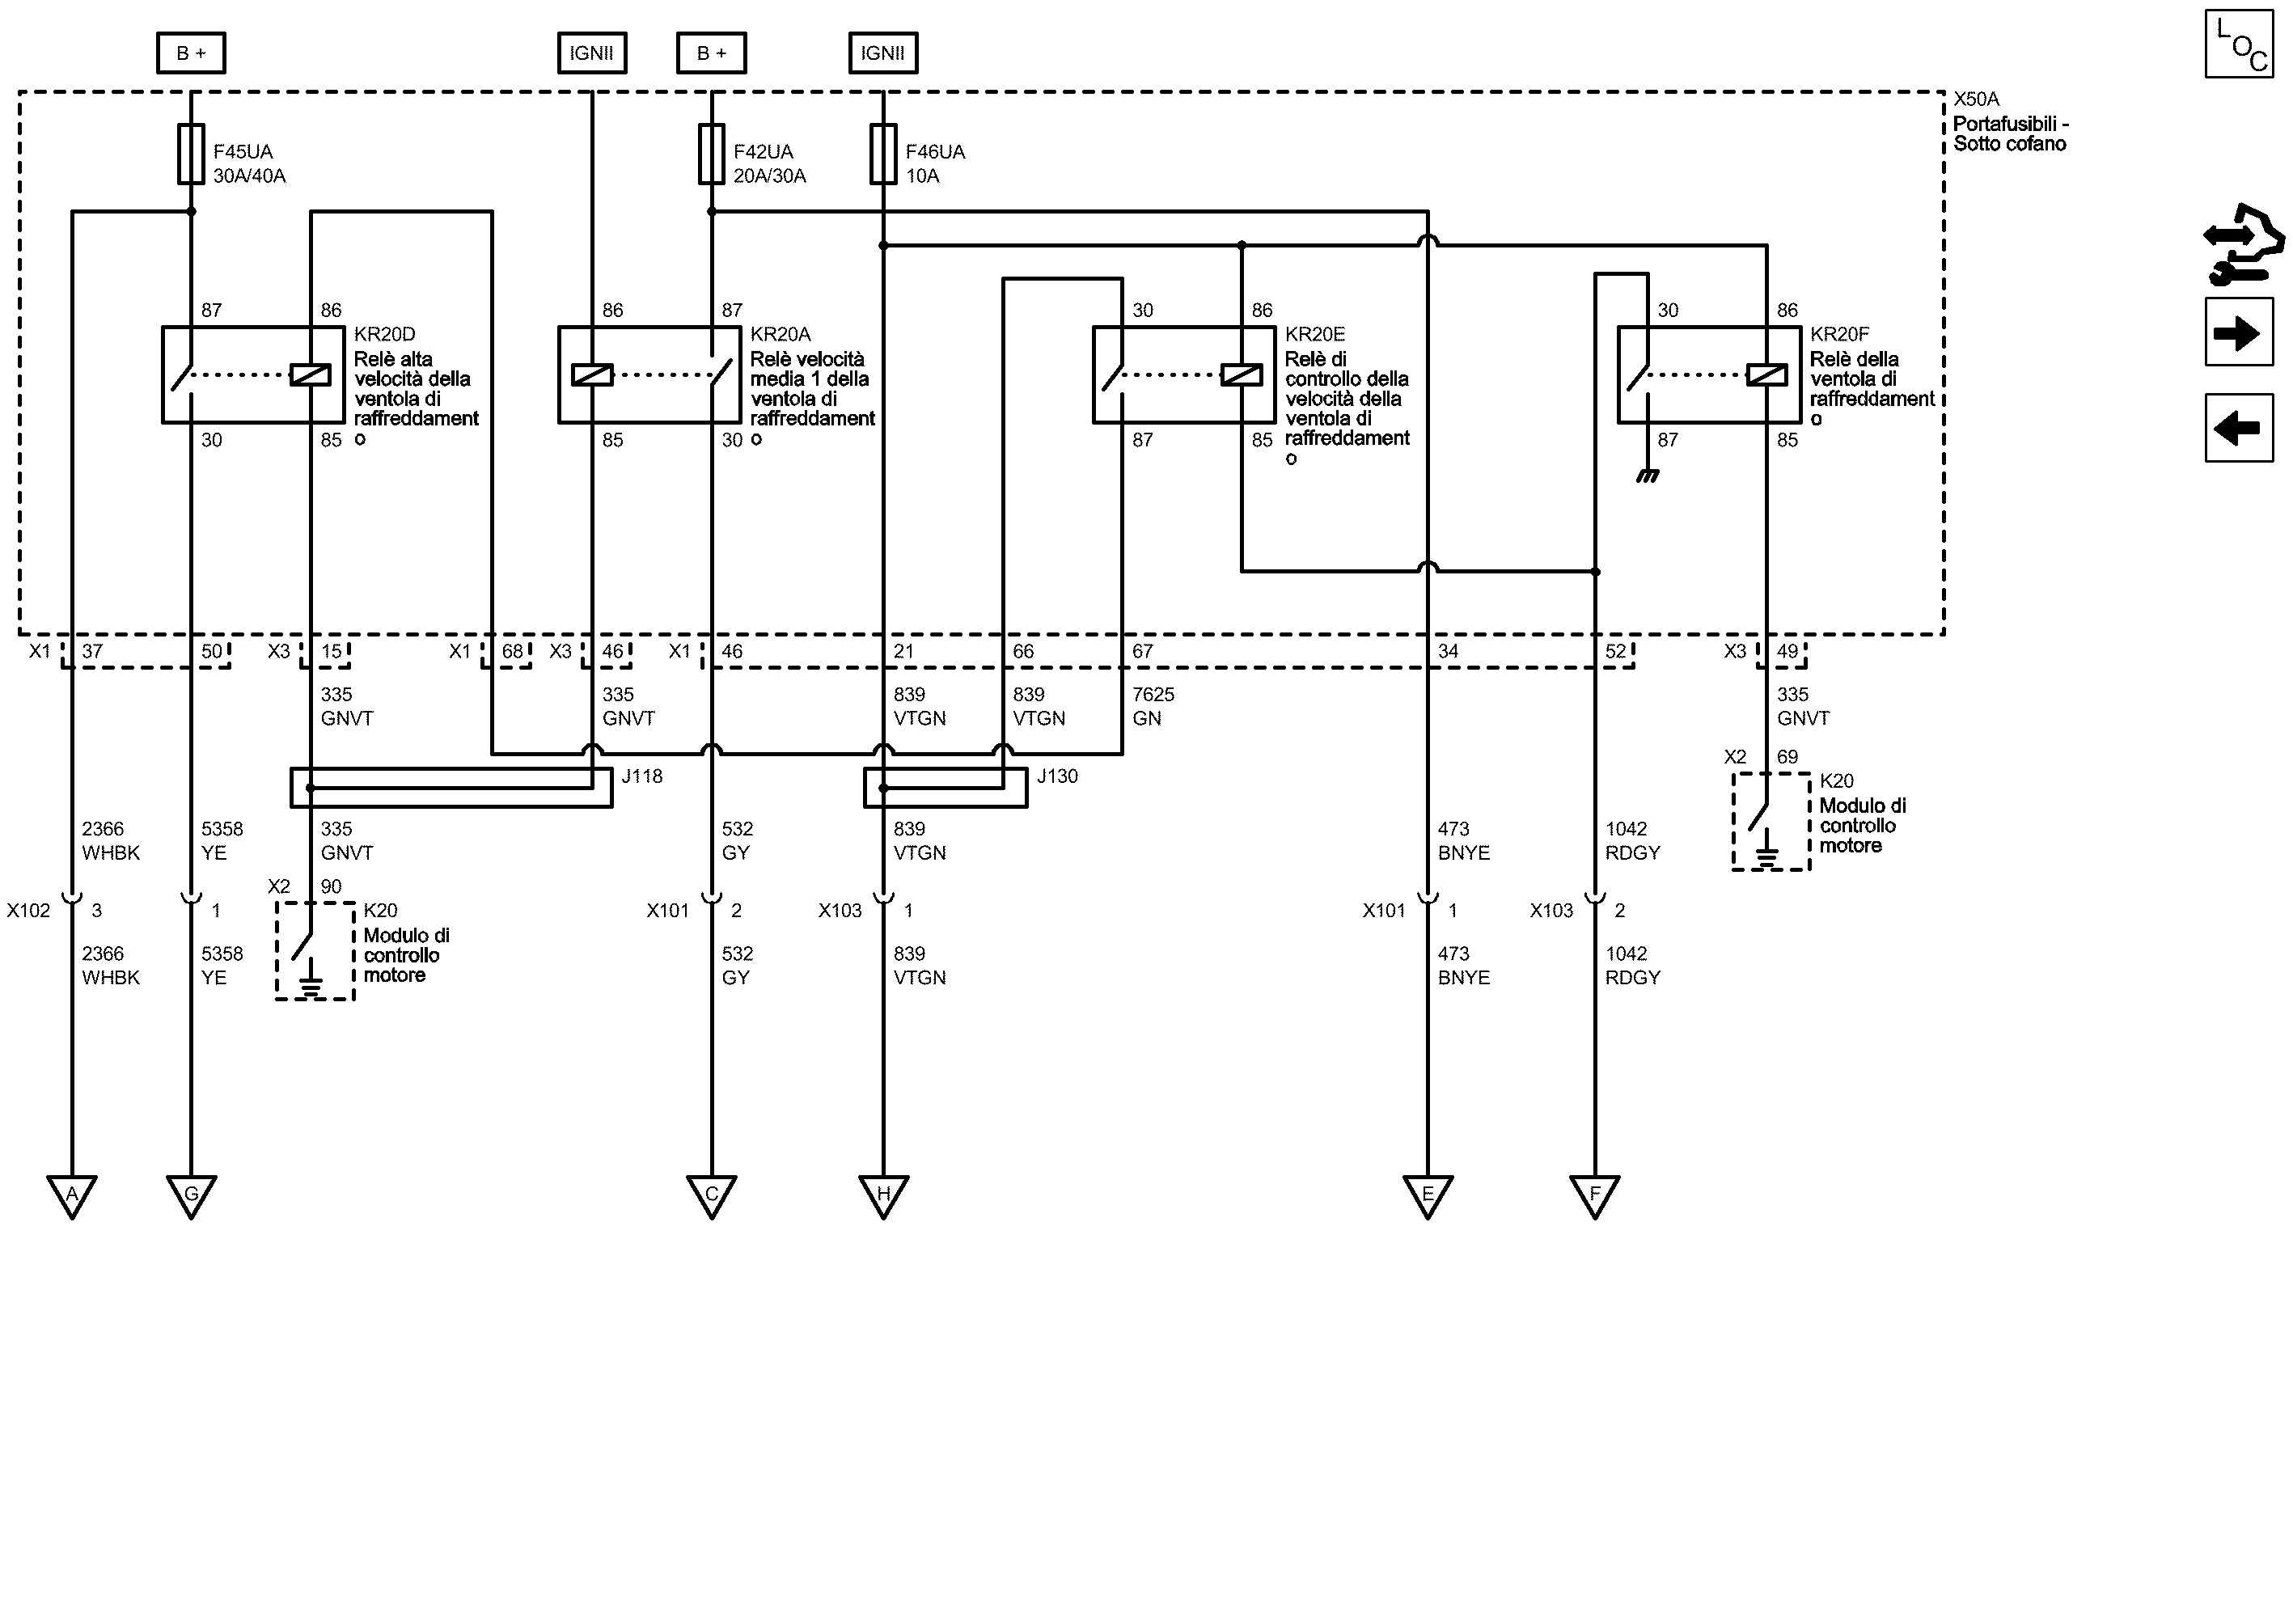 B +
IGNII
B +
IGNII
L
O
C
X50A
Portafusibili -
Sotto cofano
F45UA
30A/40A
F42UA
20A/30A
F46UA
10A
87
86
KR20D
Relè alta
velocità della
ventola di
raffreddament
o
30
85
86
87
KR20A
Relè velocità
media 1 della
ventola di
raffreddament
o
85
30
30
86
KR20E
Relè di
controllo della
velocità della
ventola di
raffreddament
o
87
85
30
86
KR20F
Relè della
ventola di
raffreddament
o
87
85
X1 37 50 X3 15 X1 68 X3 46 X1 46 21 66 67 34 52 X3 49
335
GNVT
335
GNVT
839
VTGN
839
VTGN
7625
GN
335
GNVT
J118
J130
X2 69
K20
Modulo di
controllo
motore
2366
WHBK
5358
YE
335
GNVT
532
GY
839
VTGN
473
BNYE
1042
RDGY
X2 90
K20
Modulo di
controllo
motore
X102 3 1 X101 2 X103 1 X101 1 X103 2
2366
WHBK
5358
YE
532
GY
839
VTGN
473
BNYE
1042
RDGY
A G C H E F